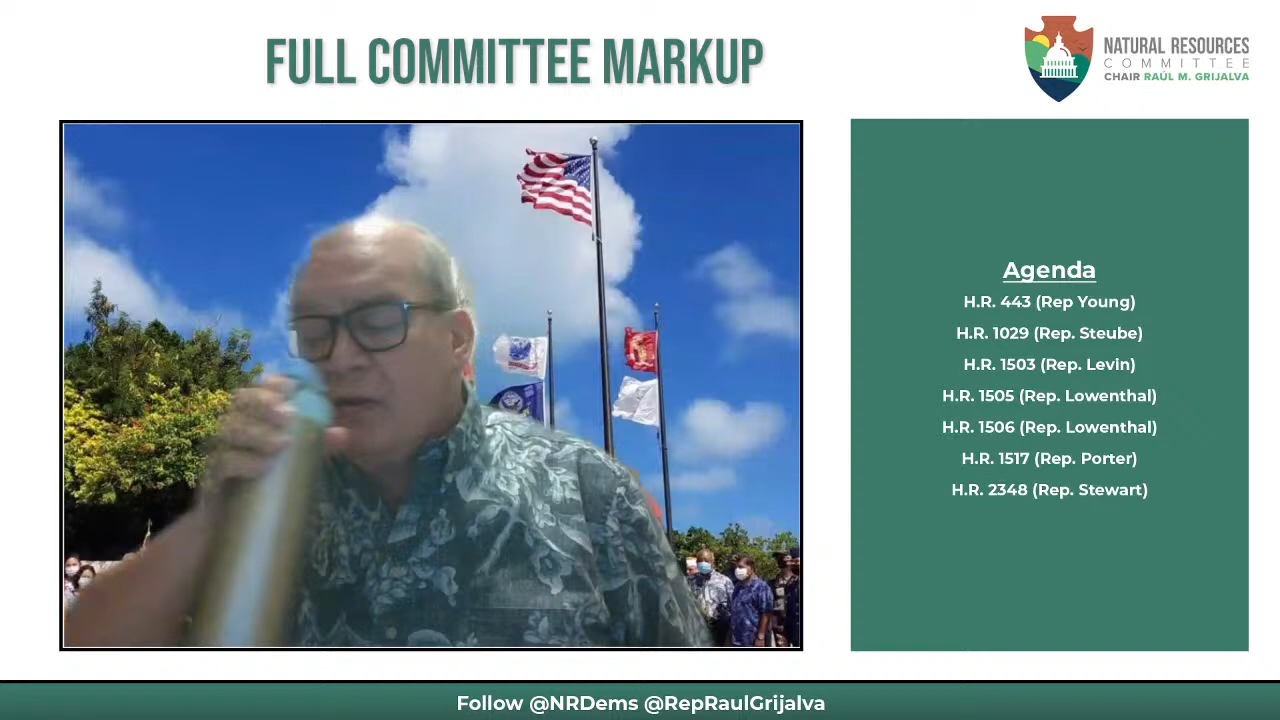 FULL COMMITTEE MARKUP
NATURAL RESOURCES
COMMITTEE
CHAIR RAÚL M. GRIJALVA
Agenda
H.R. 443 (Rep Young)
H.R. 1029 (Rep. Steube)
H.R. 1503 (Rep. Levin)
H.R. 1505 (Rep. Lowenthal)
H.R. 1506 (Rep. Lowenthal)
H.R. 1517 (Rep. Porter)
H.R. 2348 (Rep. Stewart)
Follow @NRDems @RepRaulGrijalva